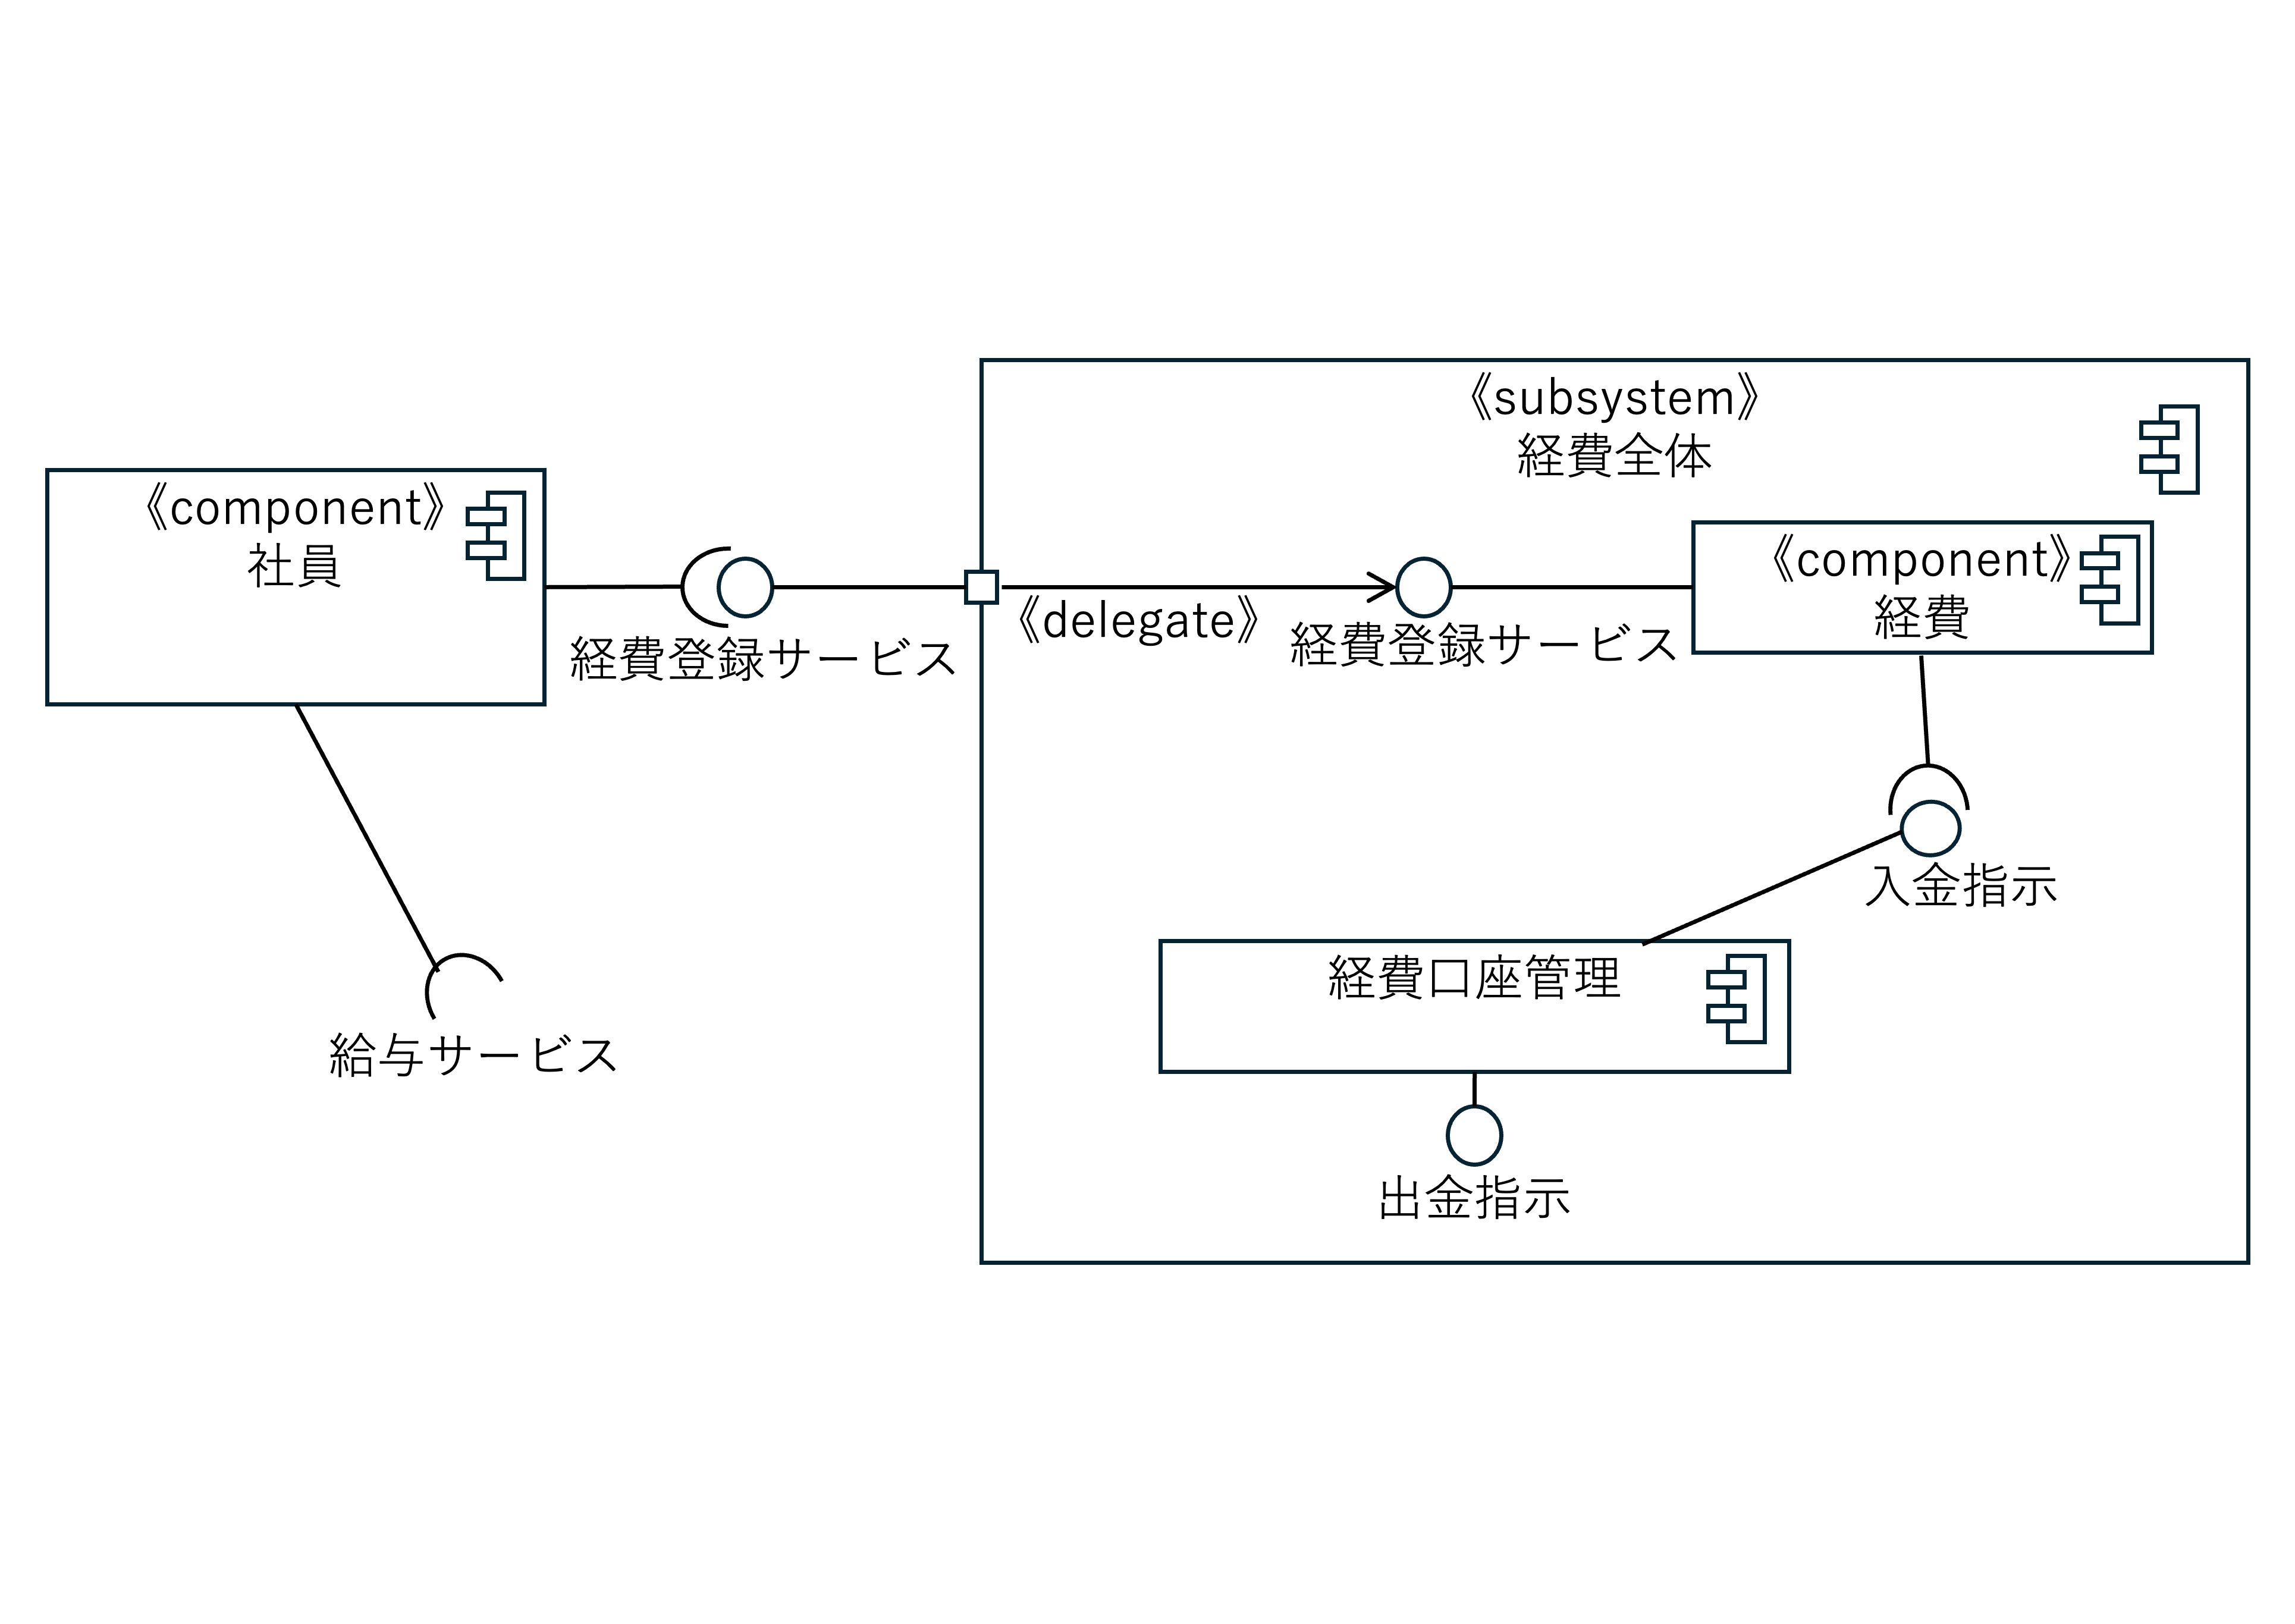 《subsystem》
経費全体
《component》
社員
《component》
経費
《delegate》
経費登録サービス
経費登録サービス
入金指示
経費口座管理
給与サービス
出金指示